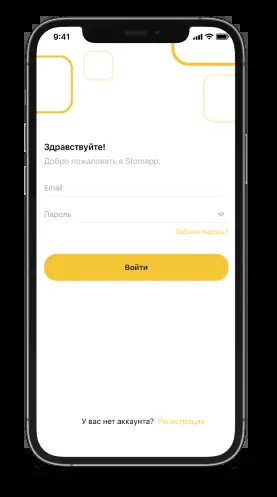 9:41
Здравствуйте!
Добро пожаловать в Stomapp.
Email
Пароль
Забыли пароль?
Войти
У вас нет аккаунта? Регистрация